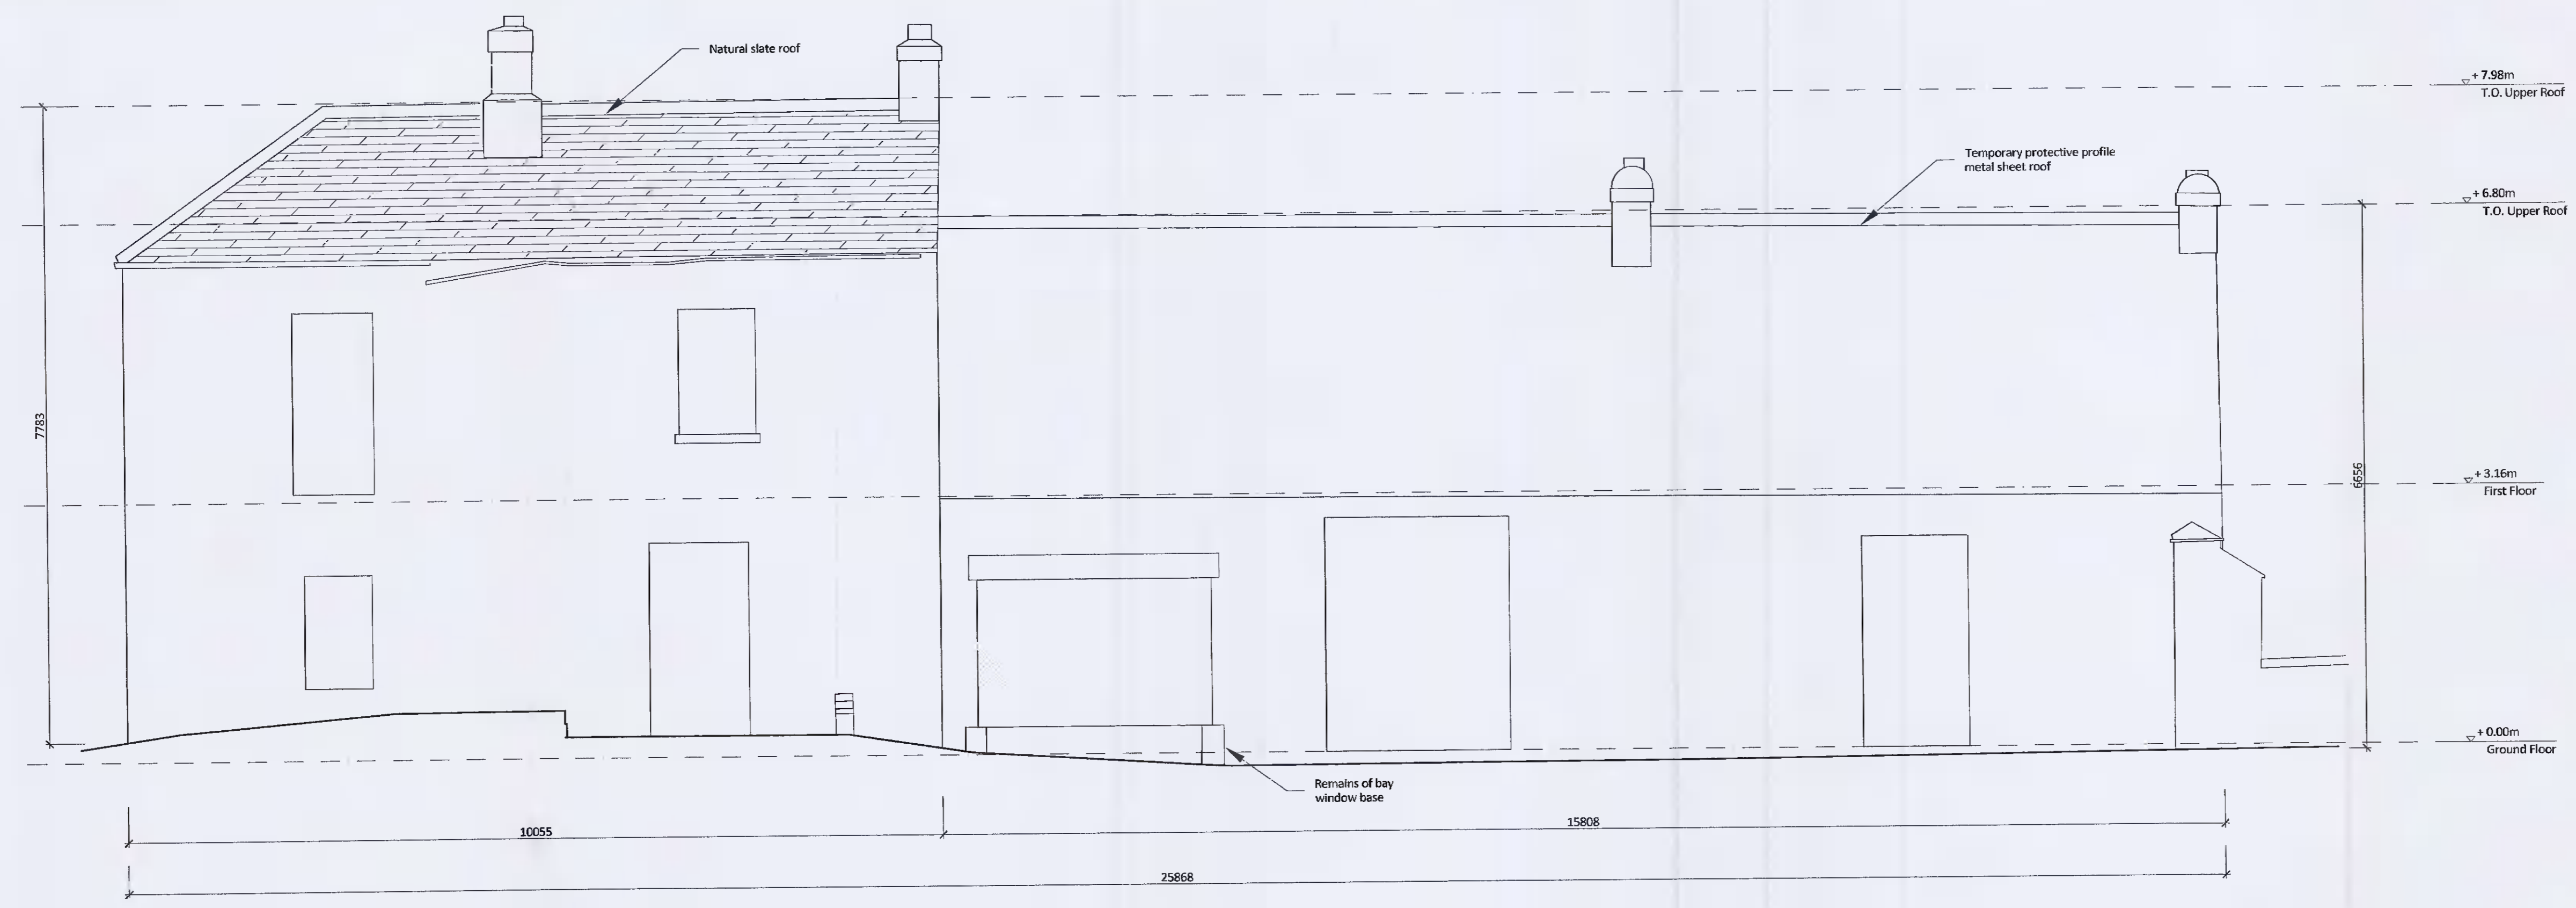 Natural slate roof
+ 7.98m
T.O. Upper Roof
Temporary protective profile
metal sheet roof
+ 6.80m
T.O. Upper Roof
7783
6656
+ 3.16m
First Floor
+ 0.00m
Ground Floor
Remains of bay
window base
10055
15808
25868